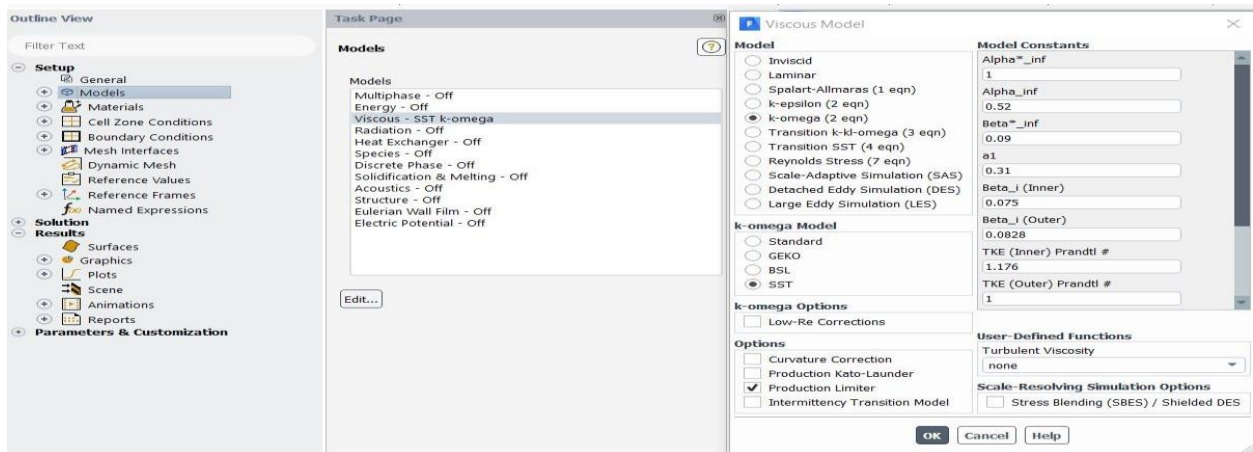 Outline View
Filter Text
Setup
General
Models
Materials
Cell Zone Conditions
Boundary Conditions
Mesh Interfaces
Dynamic Mesh
Reference Values
Reference Frames
Named Expressions
Solution
Results
Surfaces
Graphics
Plots
Scene
Animations
Reports
Parameters & Customization
Task Page
Models
?
Models
Multiphase - Off
Energy - Off
Viscous - SST k-omega
Radiation - Off
Heat Exchanger - Off
Species - Off
Discrete Phase - Off
Solidification & Melting - Off
Acoustics - Off
Structure - Off
Eulerian Wall Film - Off
Electric Potential - Off
Edit...
Viscous Model
Model
Inviscid
Laminar
Spalart-Allmaras (1 eqn)
k-epsilon (2 eqn)
k-omega (2 eqn)
Transition k-kl-omega (3 eqn)
Transition SST (4 eqn)
Reynolds Stress (7 eqn)
Scale-Adaptive Simulation (SAS)
Detached Eddy Simulation (DES)
Large Eddy Simulation (LES)
k-omega Model
Standard
GEKO
BSL
SST
k-omega Options
Low-Re Corrections
Options
Curvature Correction
Production Kato-Launder
Production Limiter
Intermittency Transition Model
Model Constants
Alpha*_inf
1
Alpha_inf
0.52
Beta*_inf
0.09
a1
0.31
Beta_i (Inner)
0.075
Beta_i (Outer)
0.0828
TKE (Inner) Prandtl #
1.176
TKE (Outer) Prandtl #
1
User-Defined Functions
Turbulent Viscosity
none
Scale-Resolving Simulation Options
Stress Blending (SBES) / Shielded DES
OK
Cancel
Help